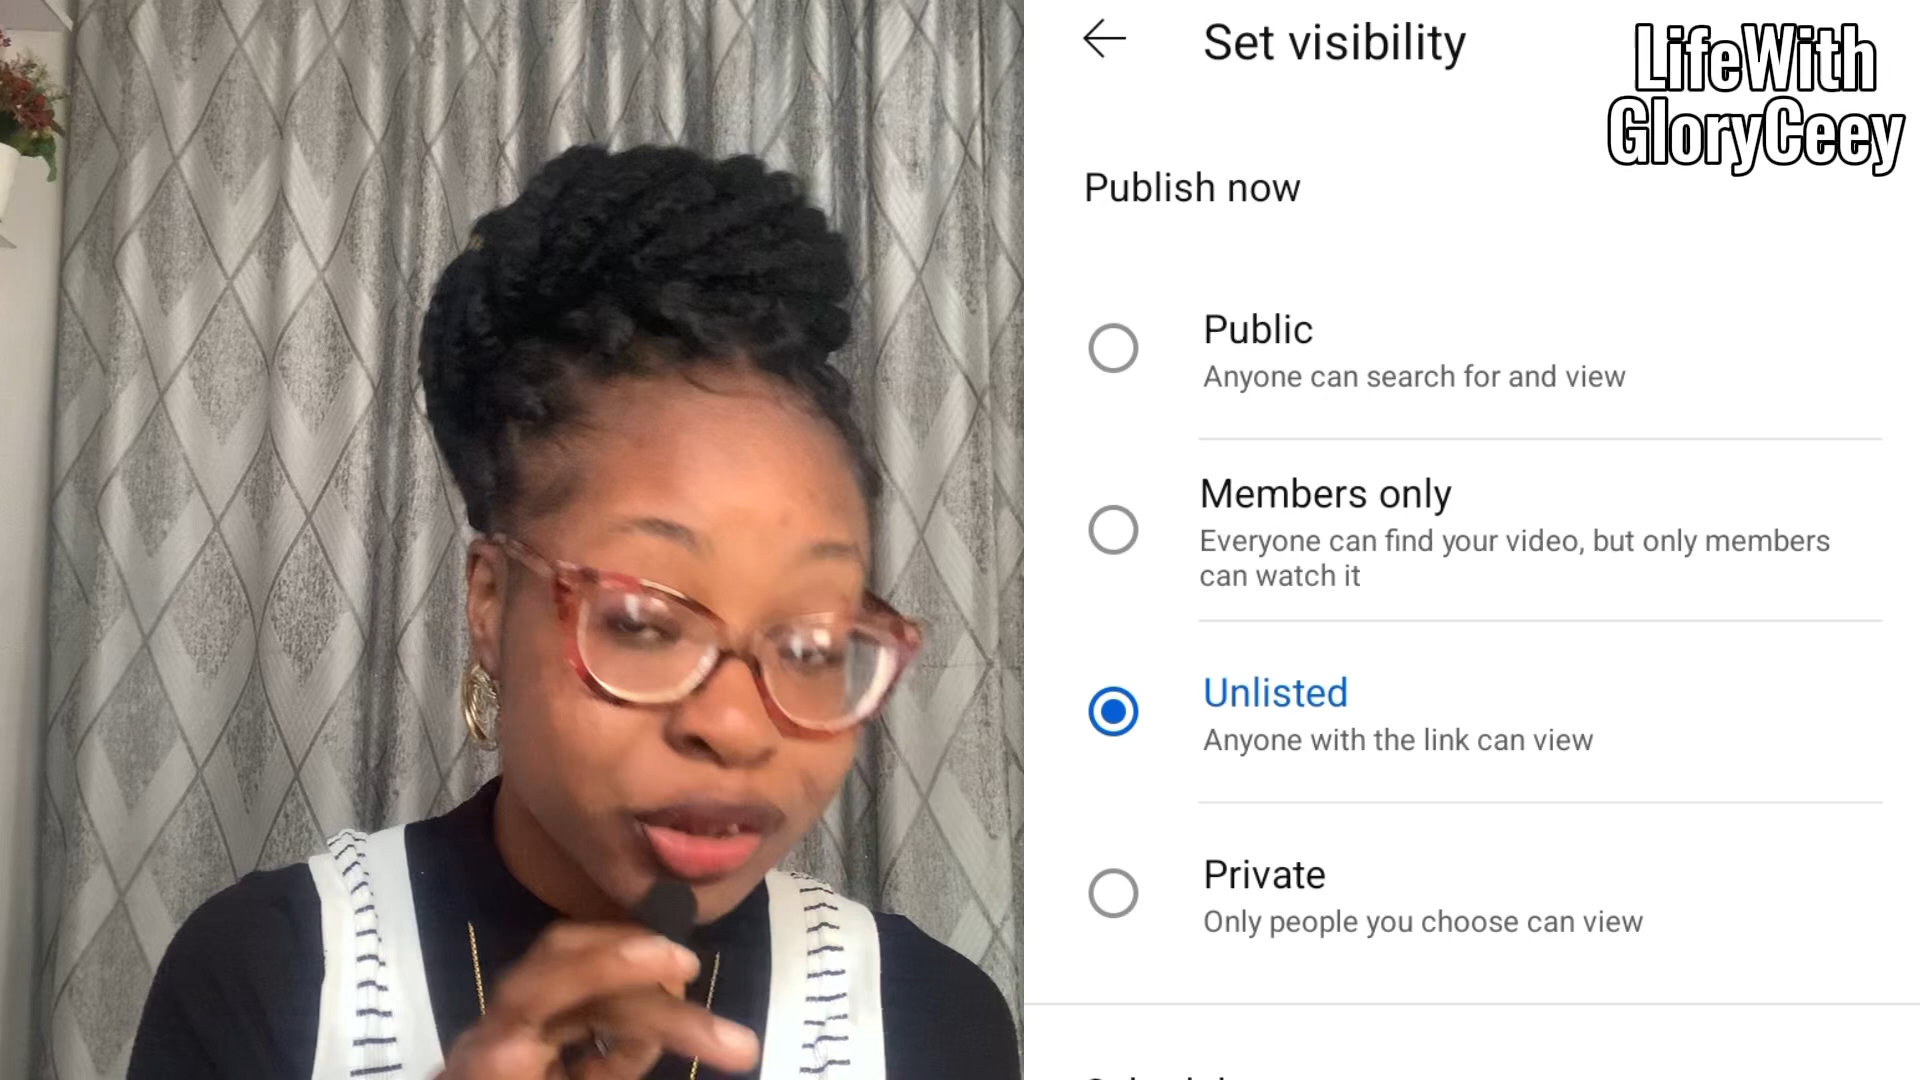 Set visibility
LifeWith
GloryCeey
Publish now
Public
Anyone can search for and view
Members only
Everyone can find your video, but only members
can watch it
Unlisted
Anyone with the link can view
Private
Only people you choose can view